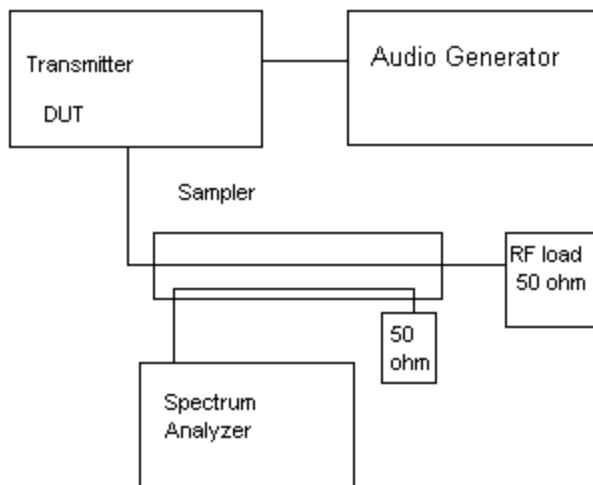 Transmitter
DUT
Audio Generator
Sampler
RF load
50 ohm
50
ohm
Spectrum
Analyzer